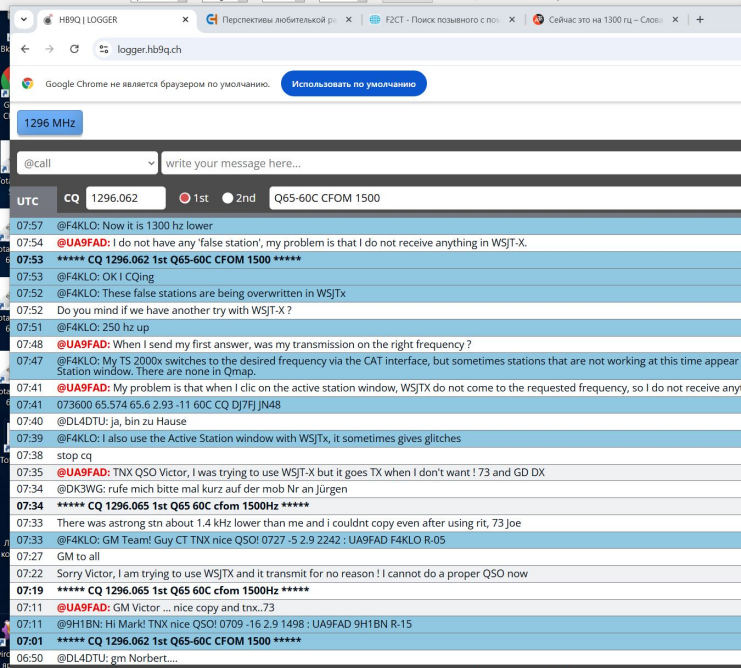 HB9Q | LOGGER
Перспективы любительской ра
F2CT - Поиск позывного с по
Сейчас это на 1300 гц – Слова
logger.hb9q.ch
Google Chrome не является браузером по умолчанию.
Использовать по умолчанию
1296 MHz
@call
write your message here...
UTC CQ 1296.062 1st 2nd Q65-60C CFOM 1500
07:57 @F4KLO: Now it is 1300 hz lower
07:54 @UA9FAD: I do not have any 'false station', my problem is that I do not receive anything in WSJT-X.
07:53 ***** CQ 1296.062 1st Q65-60C CFOM 1500 *****
07:53 @F4KLO: OK I CQing
07:52 @F4KLO: These false stations are being overwritten in WSJTx
07:52 Do you mind if we have another try with WSJT-X ?
07:51 @F4KLO: 250 hz up
07:48 @UA9FAD: When I send my first answer, was my transmission on the right frequency ?
07:47 @F4KLO: My TS 2000x switches to the desired frequency via the CAT interface, but sometimes stations that are not working at this time appear
Station window. There are none in Qmap.
07:41 @UA9FAD: My problem is that when I clic on the active station window, WSJTX do not come to the requested frequency, so I do not receive any
07:41 073600 65.574 65.6 2.93 -11 60C CQ DJ7FJ JN48
07:40 @DL4DTU: ja, bin zu Hause
07:39 @F4KLO: I also use the Active Station window with WSJTx, it sometimes gives glitches
07:38 stop cq
07:35 @UA9FAD: TNX QSO Victor, I was trying to use WSJT-X but it goes TX when I don't want ! 73 and GD DX
07:34 @DK3WG: rufe mich bitte mal kurz auf der mob Nr an Jürgen
07:34 ***** CQ 1296.065 1st Q65 60C cfom 1500Hz *****
07:33 There was astrong stn about 1.4 kHz lower than me and i couldnt copy even after using rit, 73 Joe
07:33 @F4KLO: GM Team! Guy CT TNX nice QSO! 0727 -5 2.9 2242 : UA9FAD F4KLO R-05
07:27 GM to all
07:22 Sorry Victor, I am trying to use WSJTX and it transmit for no reason ! I cannot do a proper QSO now
07:19 ***** CQ 1296.065 1st Q65 60C cfom 1500Hz *****
07:11 @UA9FAD: GM Victor ... nice copy and tnx..73
07:11 @9H1BN: Hi Mark! TNX nice QSO! 0709 -16 2.9 1498 : UA9FAD 9H1BN R-15
07:01 ***** CQ 1296.062 1st Q65-60C CFOM 1500 *****
06:50 @DL4DTU: gm Norbert....